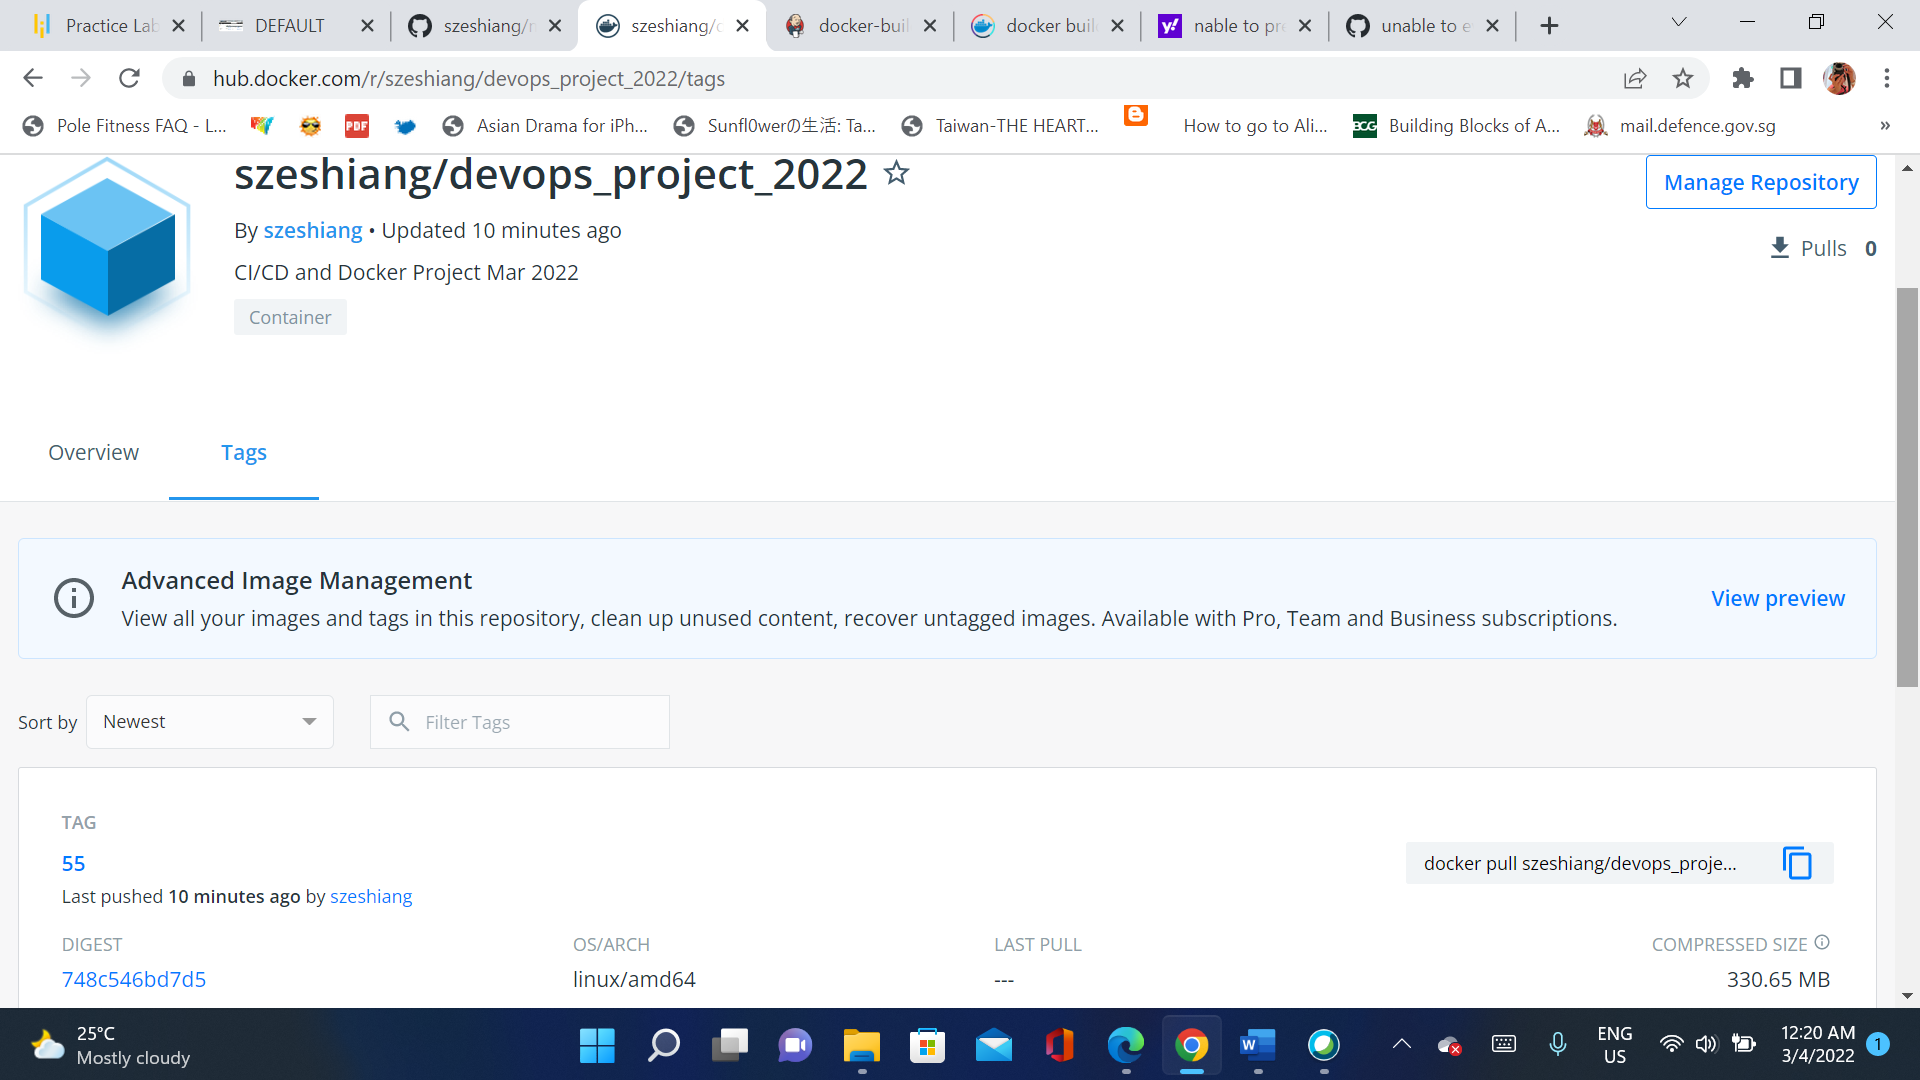 Practice Lab
DEFAULT
szeshiang/
szeshiang/
docker-buil
docker buil
nable to pre
unable to e
hub.docker.com/r/szeshiang/devops_project_2022/tags
Pole Fitness FAQ - L...
PDF
Asian Drama for iPh...
Sunfl0werの生活: Ta...
Taiwan-THE HEART...
How to go to Ali...
BCG
Building Blocks of A...
mail.defence.gov.sg
»
szeshiang/devops_project_2022
Manage Repository
By szeshiang • Updated 10 minutes ago
Pulls 0
CI/CD and Docker Project Mar 2022
Container
Overview
Tags
Advanced Image Management
View all your images and tags in this repository, clean up unused content, recover untagged images. Available with Pro, Team and Business subscriptions.
View preview
Sort by
Newest
Filter Tags
TAG
55
docker pull szeshiang/devops_proje...
Last pushed 10 minutes ago by szeshiang
DIGEST
OS/ARCH
LAST PULL
COMPRESSED SIZE
748c546bd7d5
linux/amd64
---
330.65 MB
25°C
Mostly cloudy
ENG
US
12:20 AM
3/4/2022
1